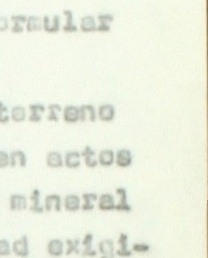 ormular
terreno
en actos
mineral
ad exigi-